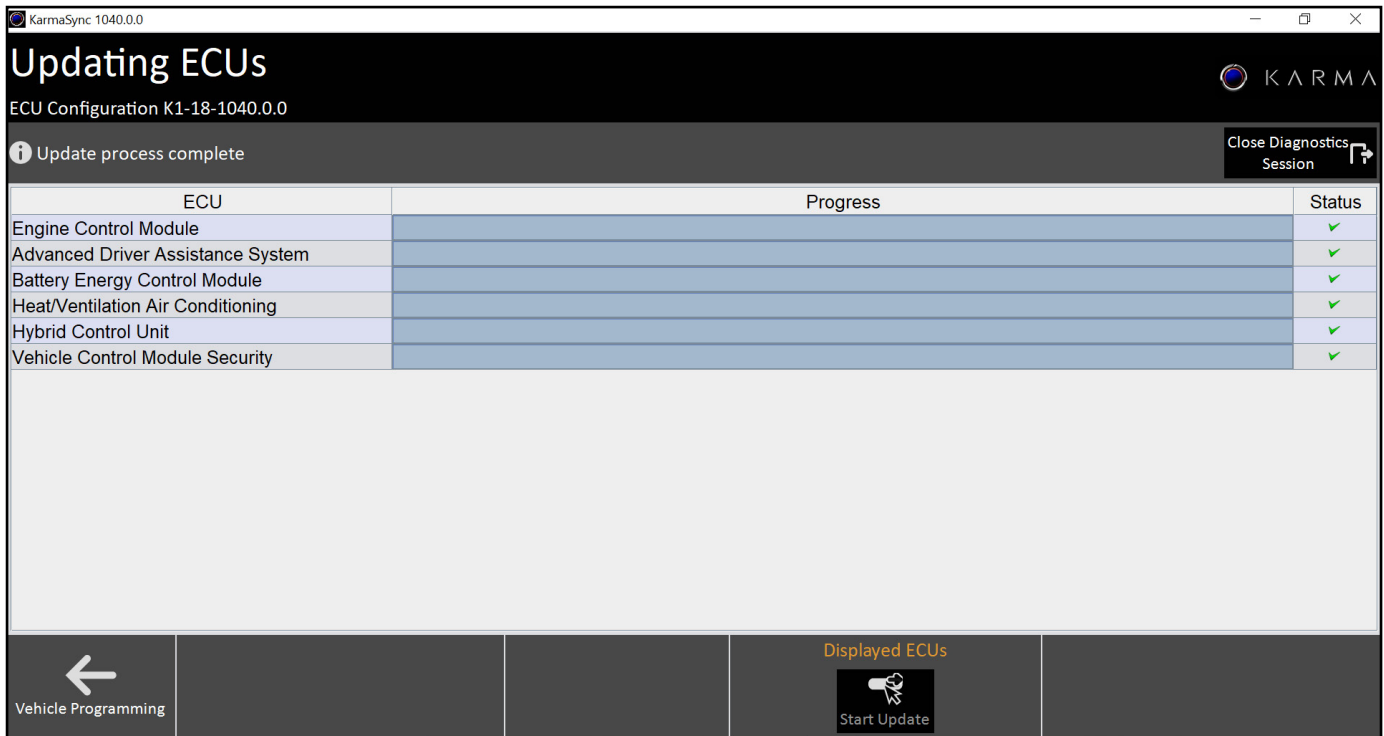 KarmaSync 1040.0.0
Updating ECUs
KARMA
ECU Configuration K1-18-1040.0.0
Update process complete
Close Diagnostics
Session
ECU Progress Status
Engine Control Module
Advanced Driver Assistance System
Battery Energy Control Module
Heat/Ventilation Air Conditioning
Hybrid Control Unit
Vehicle Control Module Security
Displayed ECUs
Vehicle Programming
Start Update